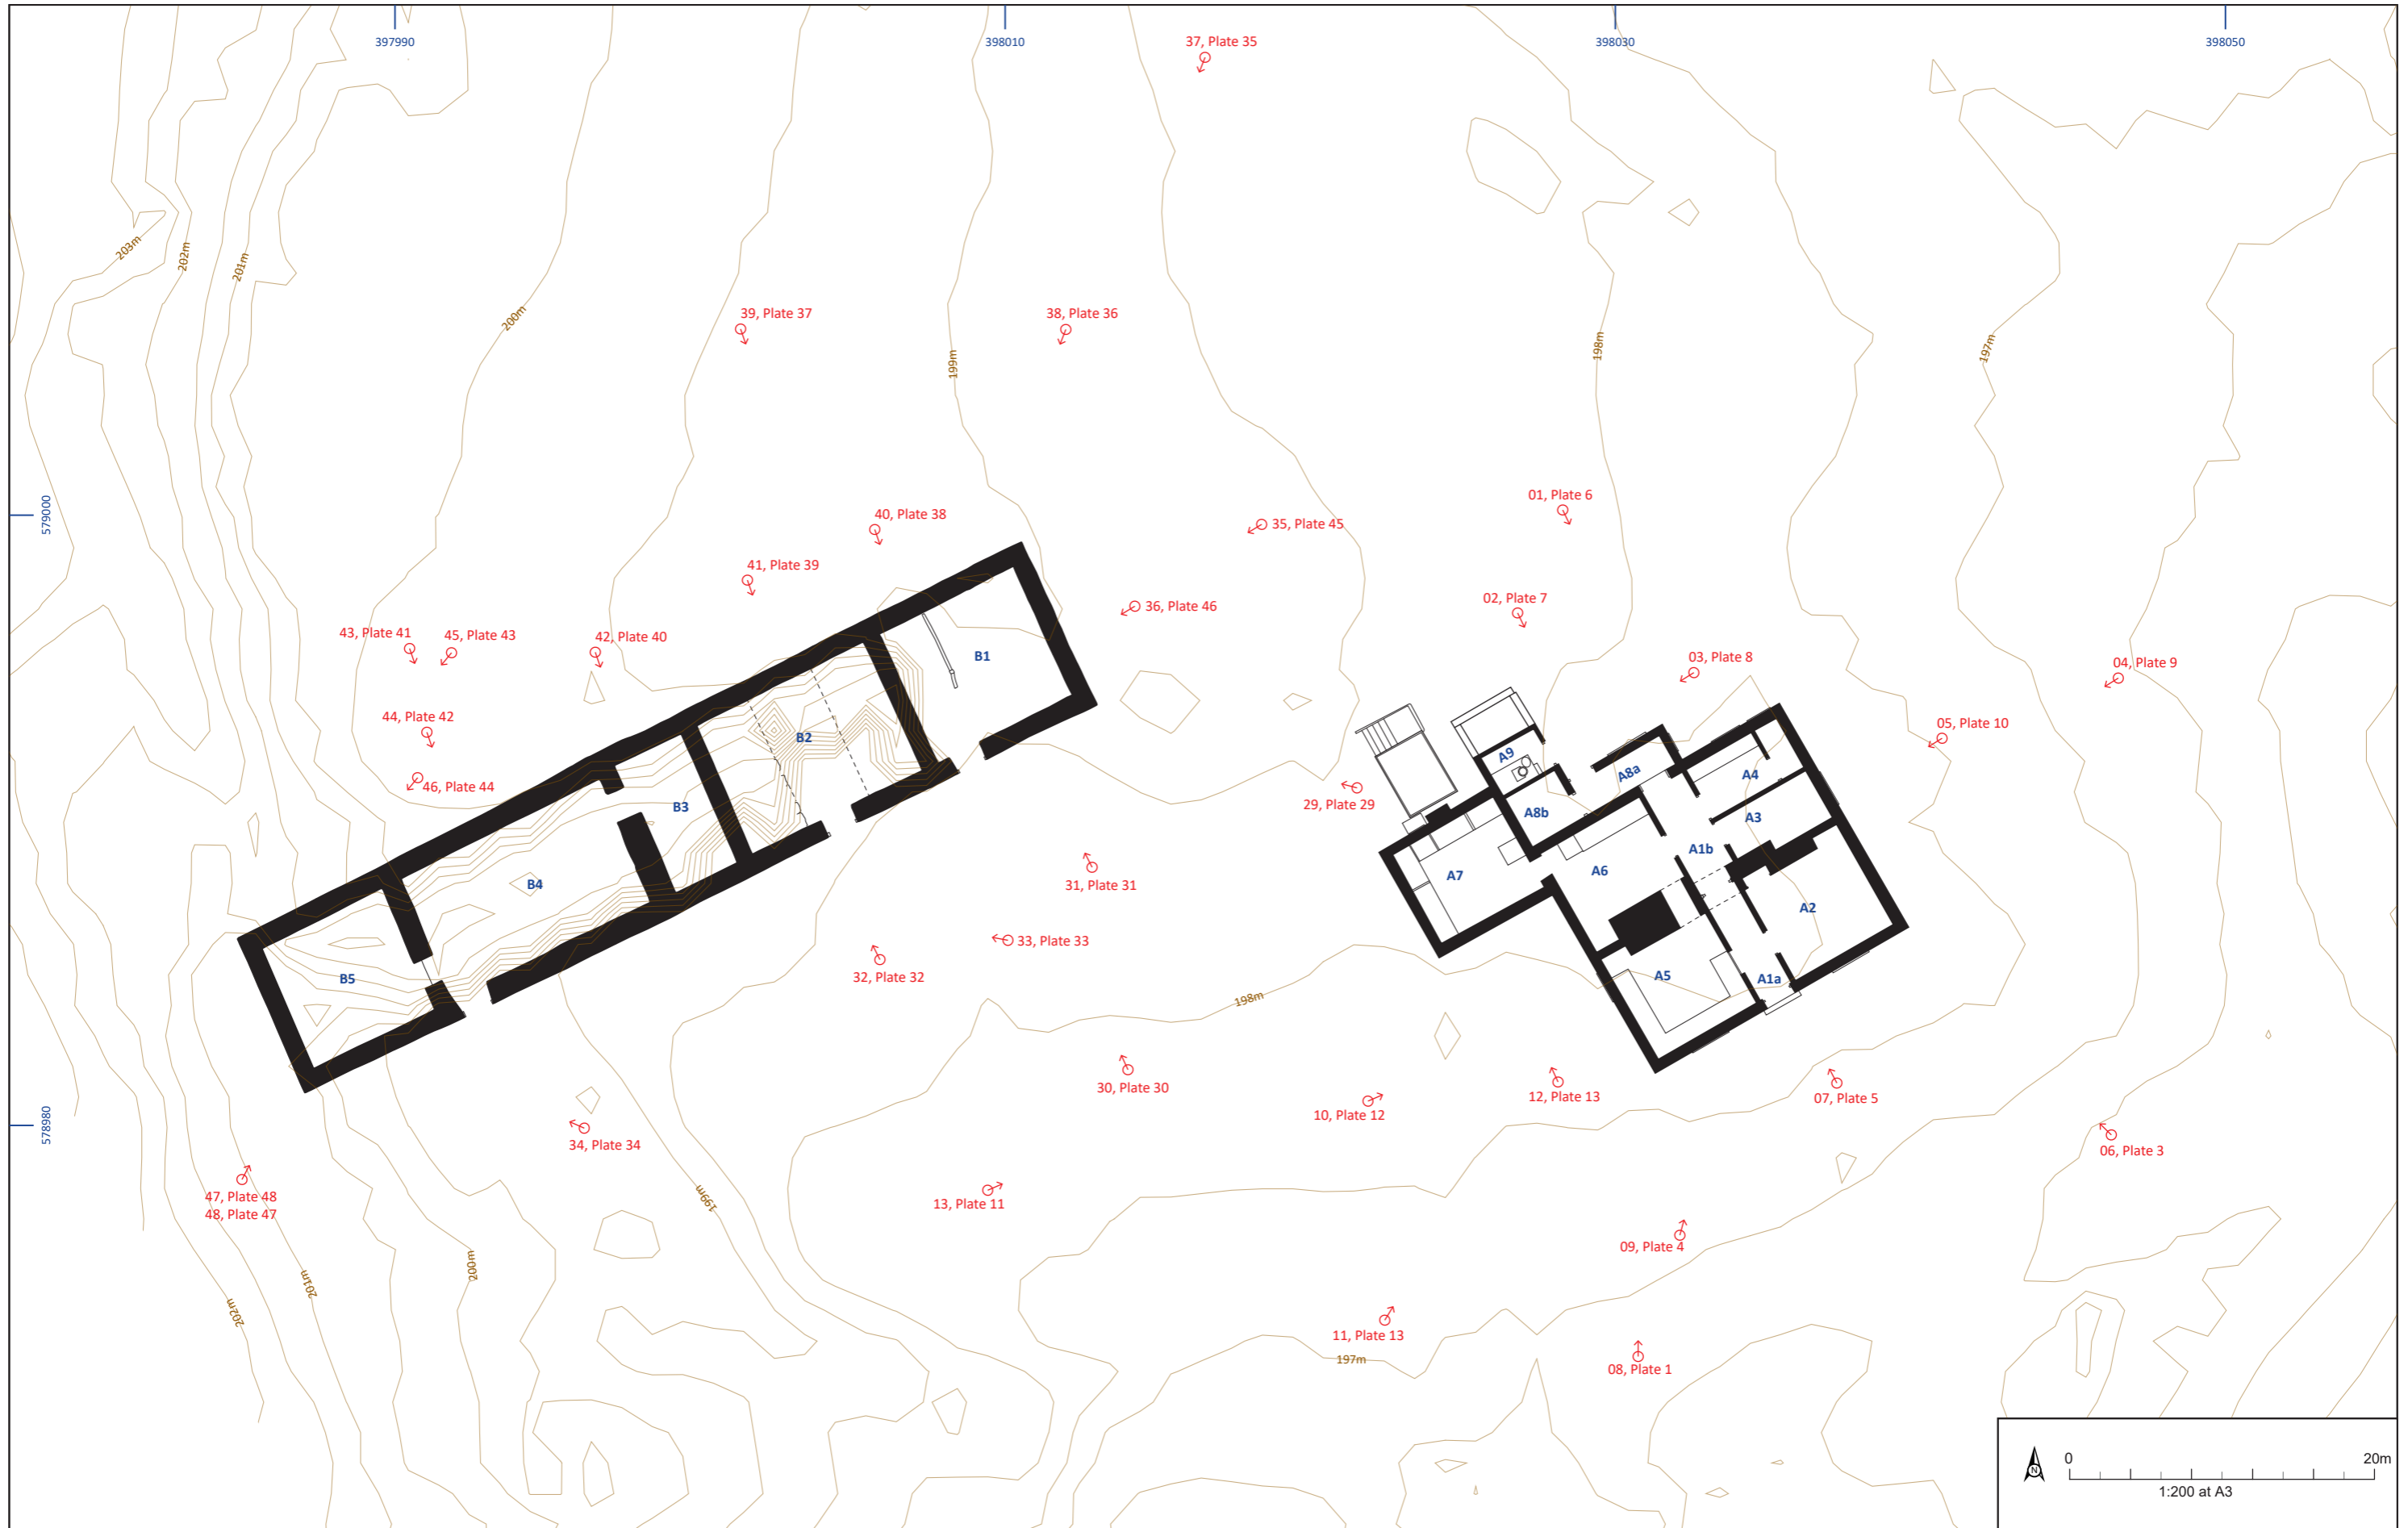 397990
398010
398030
398050
37, Plate 35
203m
202m
201m
200m
39, Plate 37
38, Plate 36
199m
198m
197m
579000
01, Plate 6
40, Plate 38
35, Plate 45
41, Plate 39
02, Plate 7
36, Plate 46
43, Plate 41
45, Plate 43
42, Plate 40
B1
03, Plate 8
04, Plate 9
44, Plate 42
05, Plate 10
B2
A9
A8a
A4
46, Plate 44
B3
29, Plate 29
A8b
A3
A1b
31, Plate 31
A7
A6
B4
A2
33, Plate 33
32, Plate 32
B5
A5
A1a
198m
30, Plate 30
10, Plate 12
12, Plate 13
07, Plate 5
578980
34, Plate 34
06, Plate 3
47, Plate 48
48, Plate 47
13, Plate 11
199m
09, Plate 4
200m
201m
202m
11, Plate 13
197m
08, Plate 1
N
0
20m
1:200 at A3